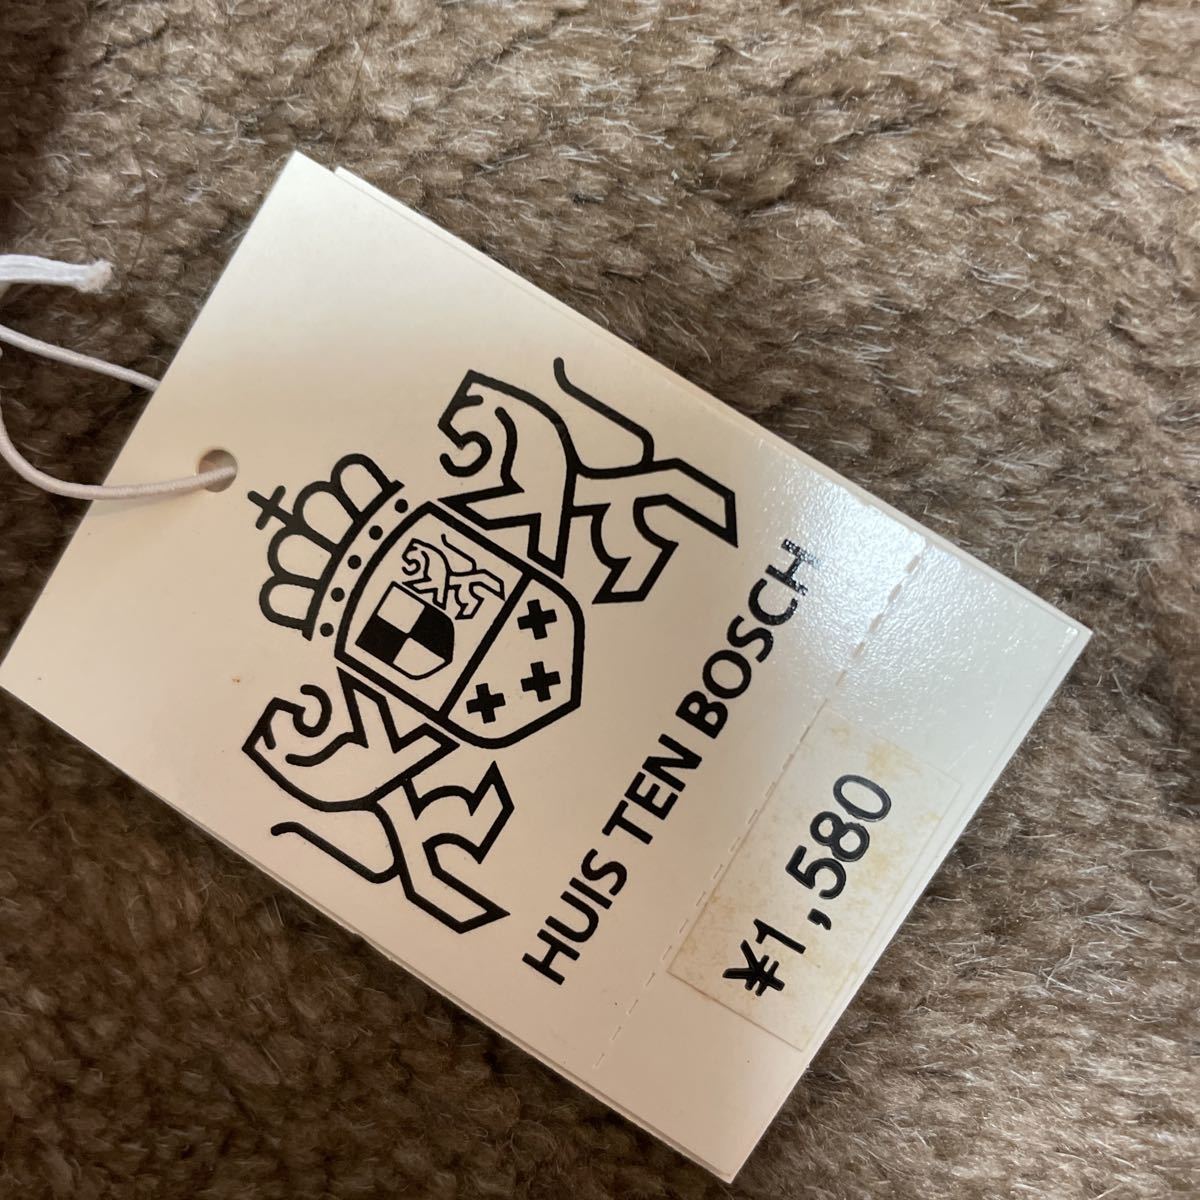 HUIS TEN BOSCH
¥1,580